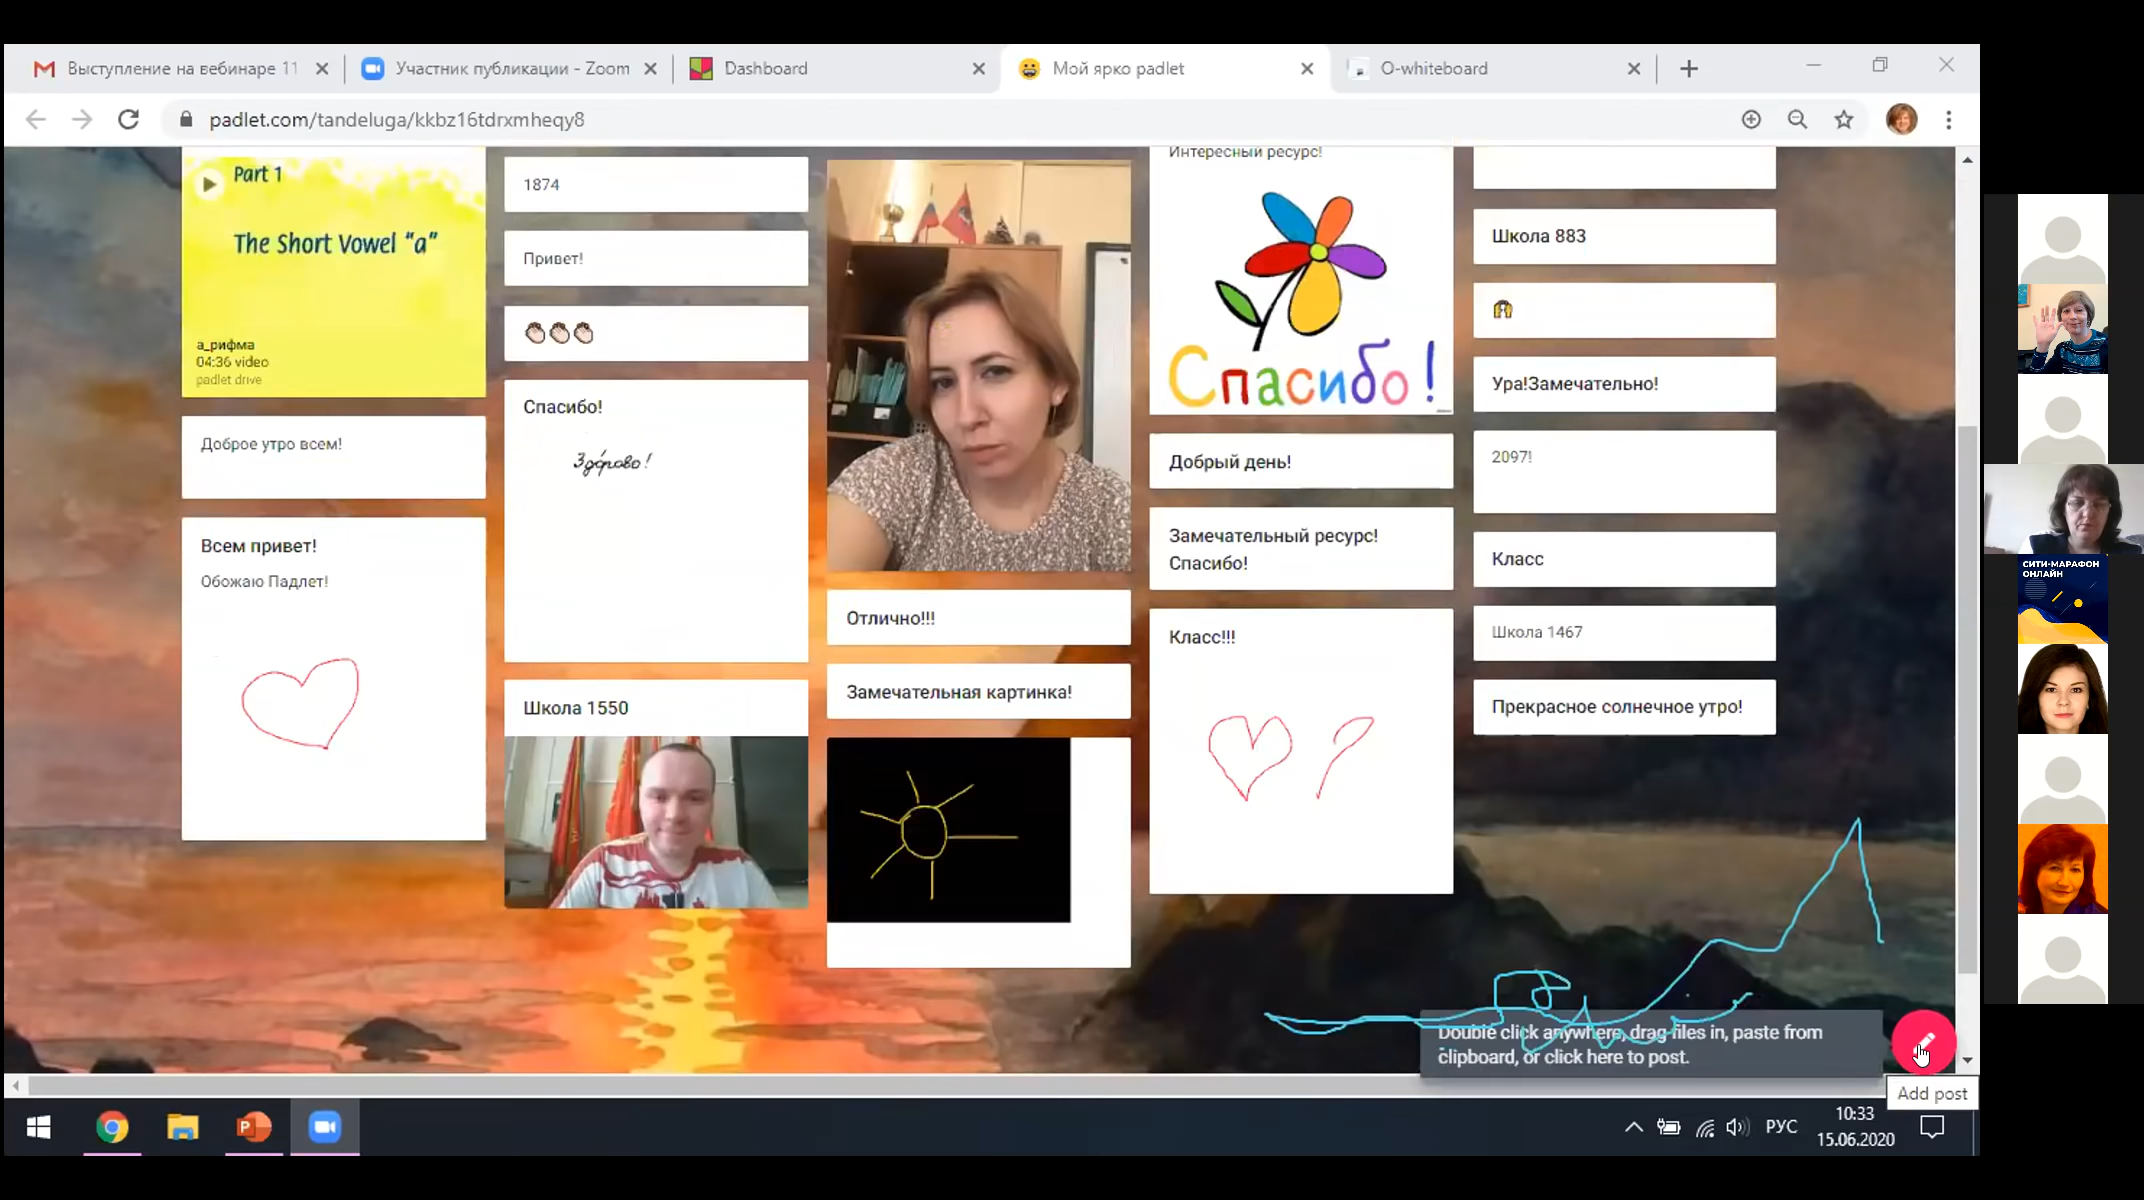 Выступление на вебинаре 11
Участник публикации - Zoom
Dashboard
Мой ярко padlet
O-whiteboard
padlet.com/tandeluga/kkbz16tdrxmheqy8
Part 1
The Short Vowel “a”
а_рифма
04:36 video
padlet drive
Доброе утро всем!
Всем привет!
Обожаю Падлет!
1874
Привет!
Спасибо!
Здорово!
Школа 1550
Отлично!!!
Замечательная картинка!
Интересный ресурс!
Спасибо!
Добрый день!
Замечательный ресурс!
Спасибо!
Класс!!!
Школа 883
Ура!Замечательно!
2097!
Класс
Школа 1467
Прекрасное солнечное утро!
Double click anywhere, drag files in, paste from
clipboard, or click here to post.
Add post
СИТИ-МАРАФОН
ОНЛАЙН
РУС
10:33
15.06.2020